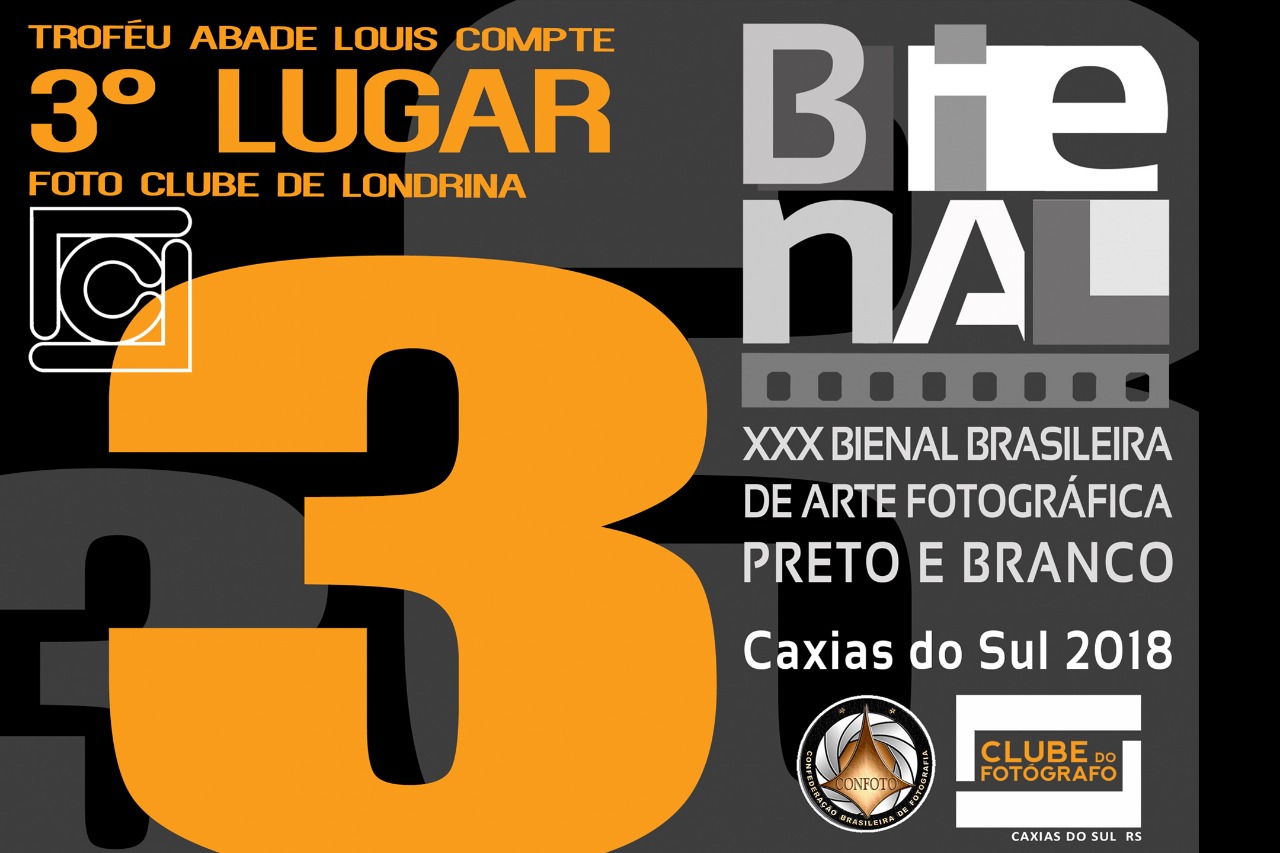 TROFÉU ABADE LOUIS COMPTE
3º LUGAR
FOTO CLUBE DE LONDRINA
3
BienAL
XXX BIENAL BRASILEIRA
DE ARTE FOTOGRÁFICA
PRETO E BRANCO
Caxias do Sul 2018
CONFOTO
CONFEDERAÇÃO BRASILEIRA DE FOTOGRAFIA
CLUBE DO
FOTÓGRAFO
CAXIAS DO SUL RS